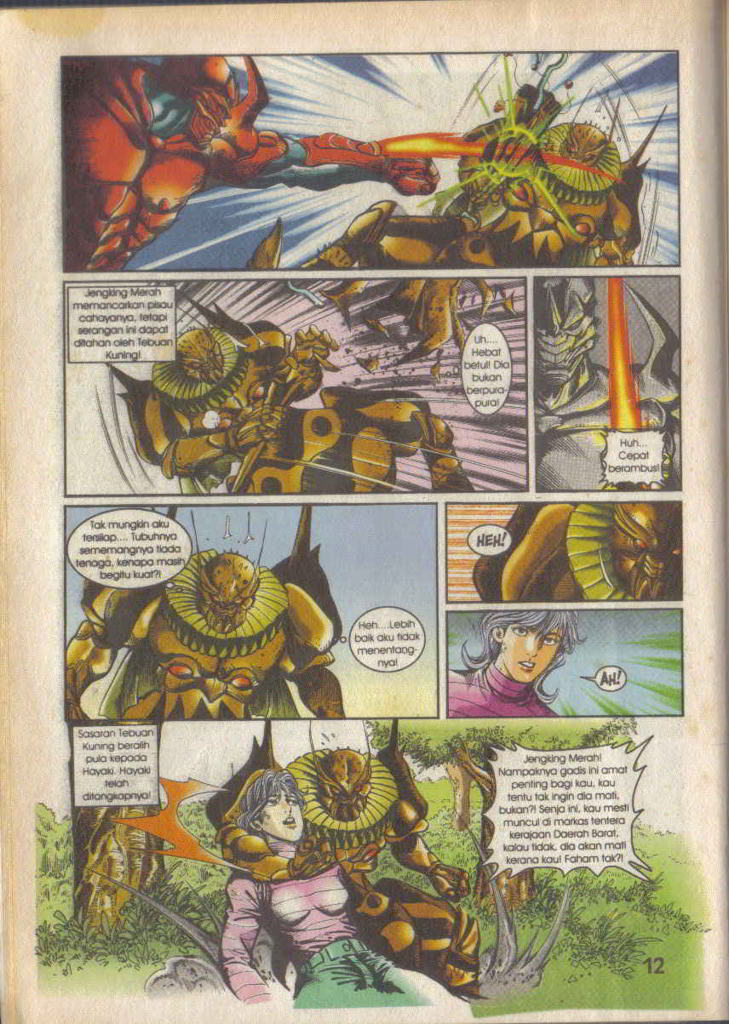 Jengking Merah
memancarkan pisau
cahayanya, tetapi
serangan ini dapat
ditahan oleh Tebuan
Kuning!
Uh....
Hebat
betul! Dia
bukan
berpura-
pura!
Huh...
Cepat
berambus!
Tak mungkin aku
tersilap.... Tubuhnya
sememangnya tiada
tenaga, kenapa masih
begitu kuat?!
Heh....Lebih
baik aku tidak
menentang-
nya!
HEH!
AH!
Sasaran Tebuan
Kuning beralih
pula kepada
Hayaki. Hayaki
telah
ditangkapnya!
Jengking Merah!
Nampaknya gadis ini amat
penting bagi kau, kau
tentu tak ingin dia mati,
bukan?! Senja ini, kau mesti
muncul di markas tentera
kerajaan Daerah Barat,
kalau tidak, dia akan mati
kerana kau! Faham tak?!
12